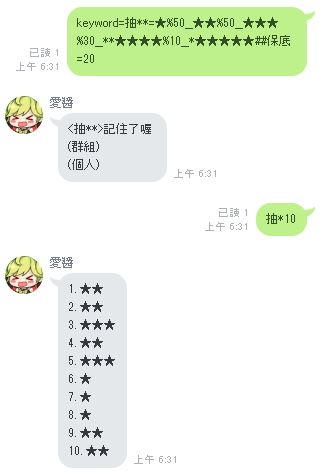 keyword=抽**=★%50_★★%50_★★★
%30_**★★★★%10_*★★★★★##保底
=20
已讀 1
上午 6:31
愛醬
<抽**>記住了喔
(群組)
(個人)
上午 6:31
已讀 1
上午 6:31
抽*10
愛醬
1. ★★
2. ★★
3. ★★★
4. ★★
5. ★★★
6. ★
7. ★
8. ★
9. ★★
10. ★★
上午 6:31